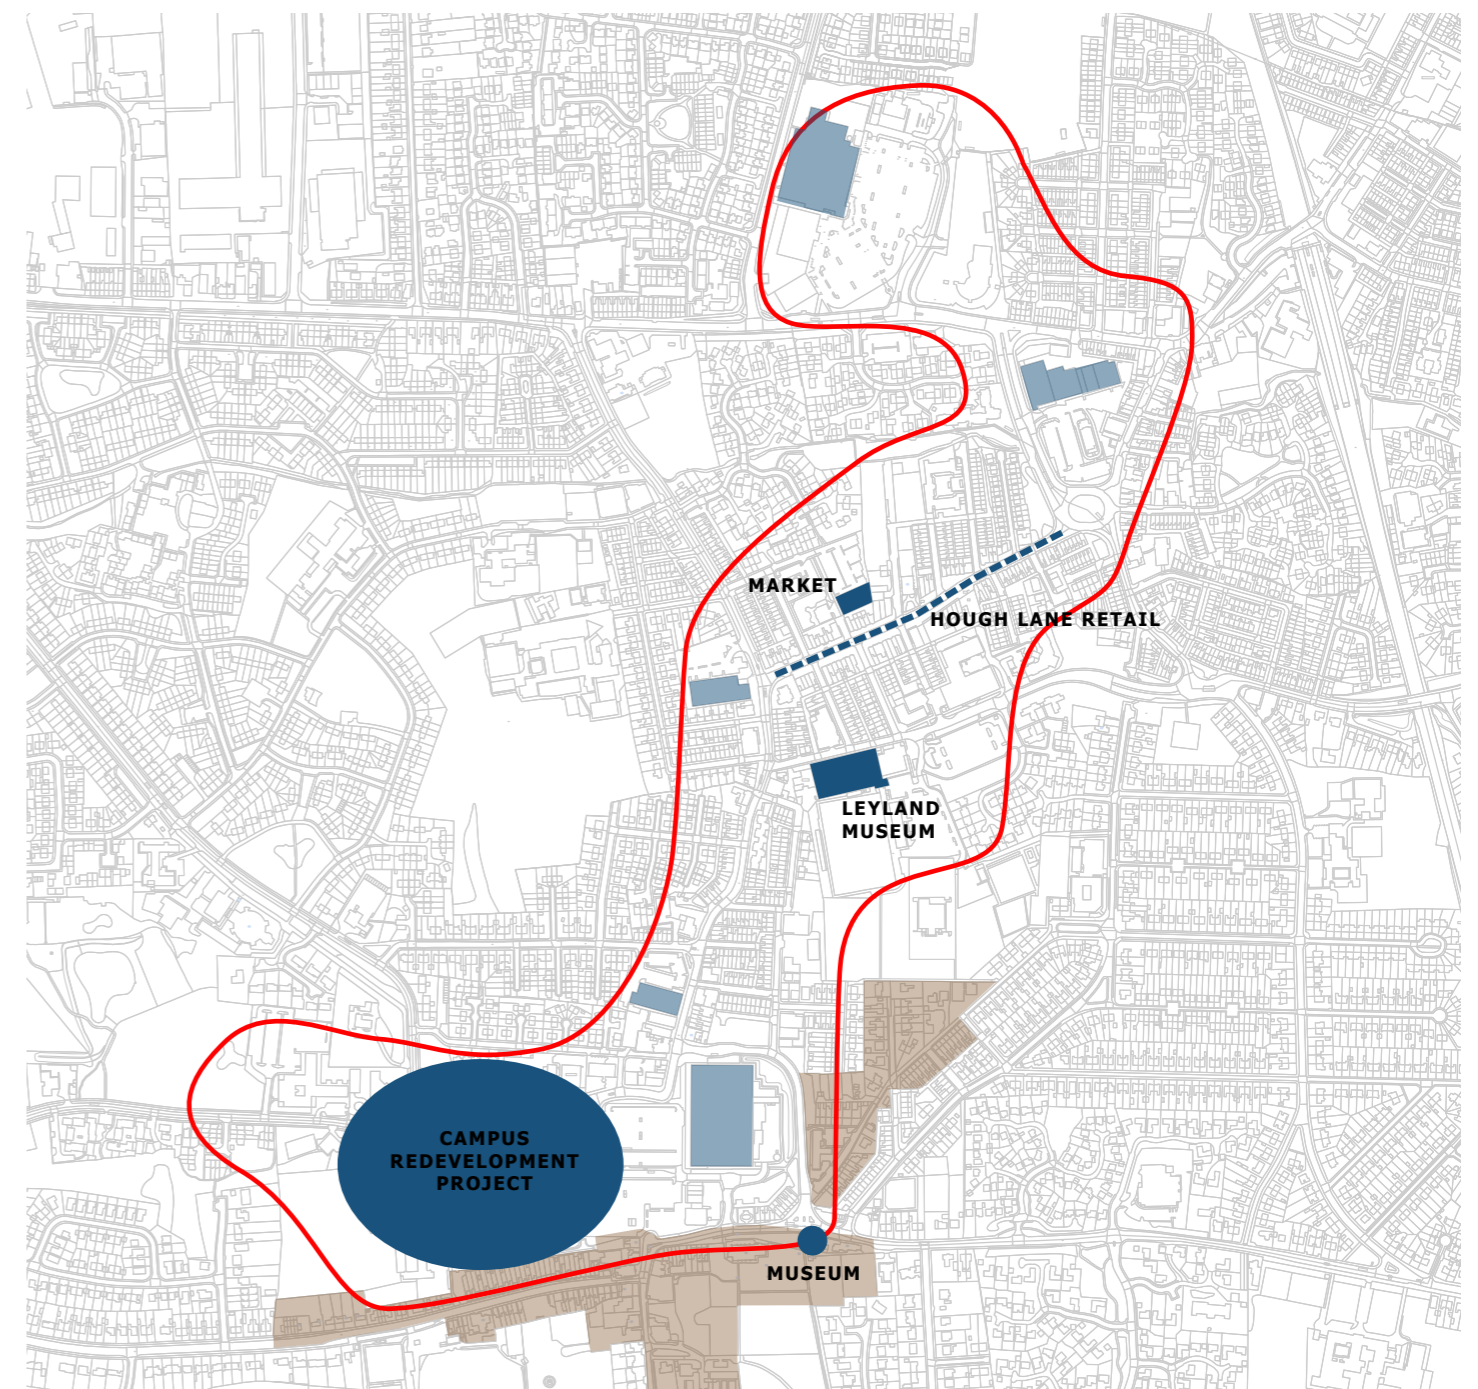 MARKET
HOUGH LANE RETAIL
LEYLAND
MUSEUM
CAMPUS
REDEVELOPMENT
PROJECT
MUSEUM